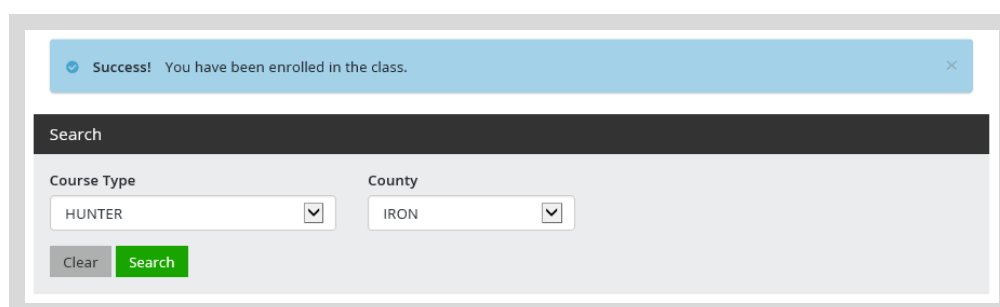 Success! You have been enrolled in the class. ×
Search
Course Type County
HUNTER IRON
Clear Search